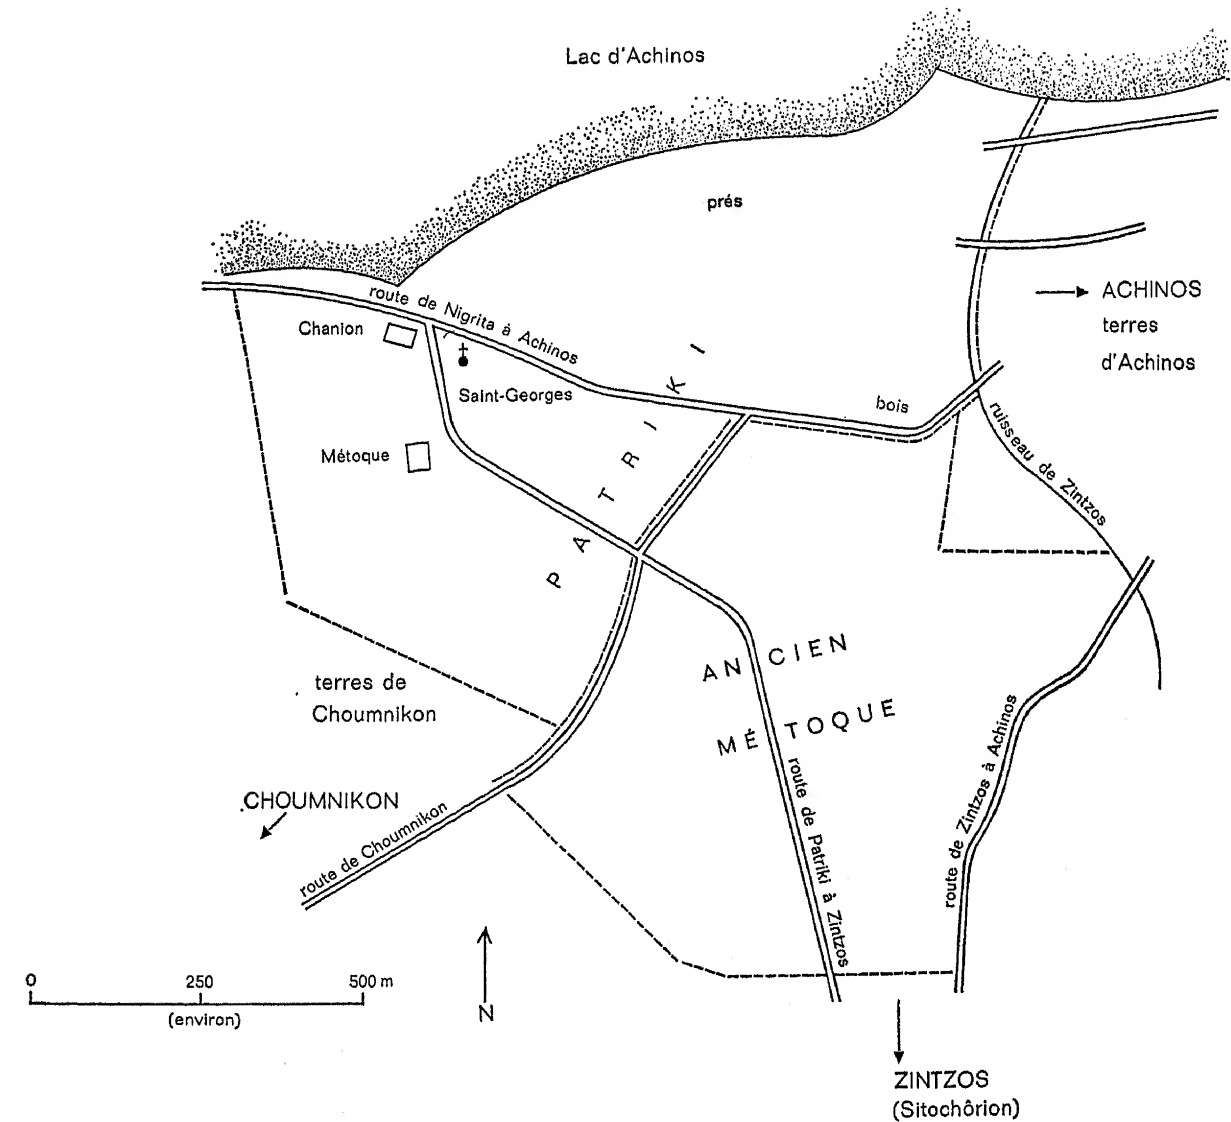 Lac d'Achinos
prés
route de Nigrita à Achinos
ACHINOS
terres
d'Achinos
Chanion
Saint-Georges
bois
ruisseau de Zintzos
Métoque
PATRIKI
ANCIEN
MÉTOQUE
terres de
Choumnikon
CHOUMNIKON
route de Choumnikon
route de Patriki à Zintzos
route de Zintzos à Achinos
0 250 500 m
(environ)
N
ZINTZOS
(Sitochôrion)